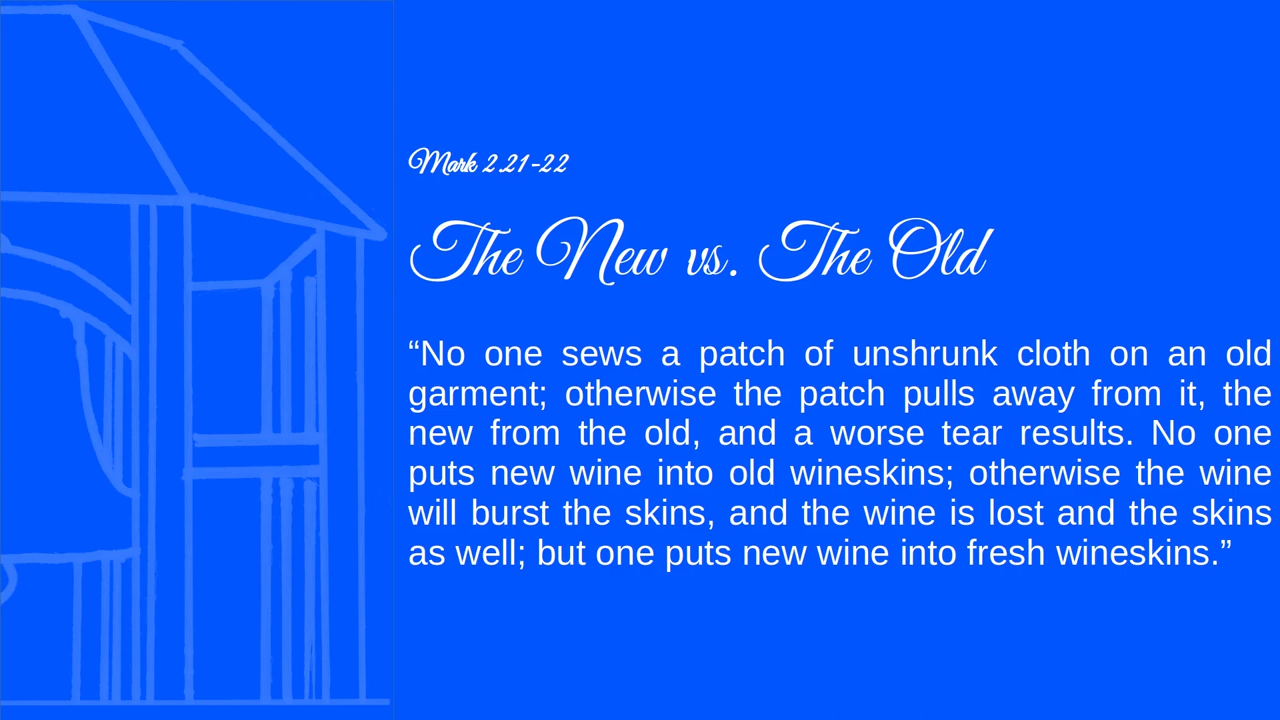 Mark 2.21-22
The New vs. The Old
“No one sews a patch of unshrunk cloth on an old
garment; otherwise the patch pulls away from it, the
new from the old, and a worse tear results. No one
puts new wine into old wineskins; otherwise the wine
will burst the skins, and the wine is lost and the skins
as well; but one puts new wine into fresh wineskins.”